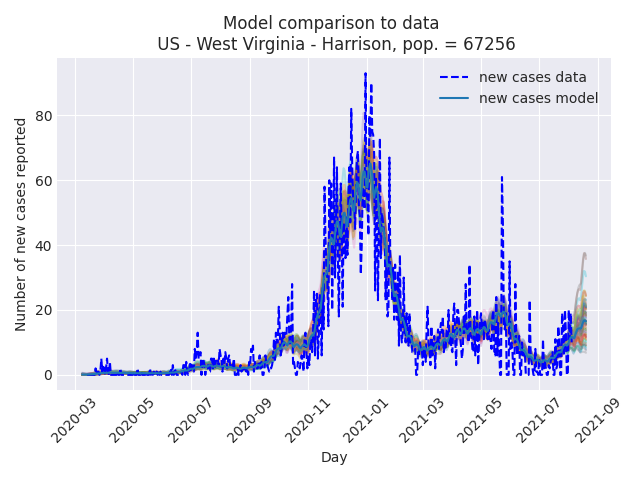 Model comparison to data
US - West Virginia - Harrison, pop. = 67256
new cases data
new cases model
Number of new cases reported
80
60
40
20
0
2020-03
2020-05
2020-07
2020-09
2020-11
2021-01
2021-03
2021-05
2021-07
2021-09
Day